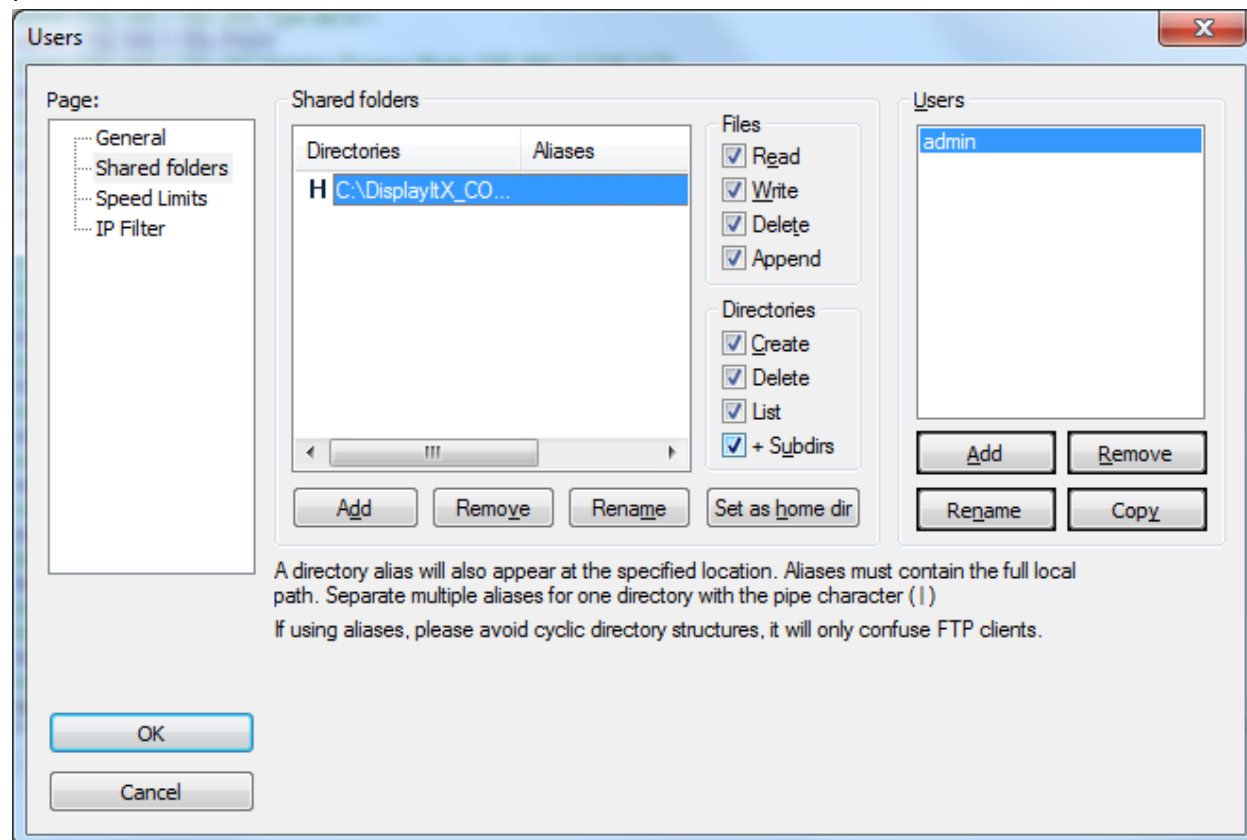 Users
Page:
General
Shared folders
Speed Limits
IP Filter
Shared folders
Directories Aliases
H C:\DisplayItX_CO...
Add Remove Rename Set as home dir
Files
Read
Write
Delete
Append
Directories
Create
Delete
List
+ Subdirs
Users
admin
Add Remove
Rename Copy
A directory alias will also appear at the specified location. Aliases must contain the full local
path. Separate multiple aliases for one directory with the pipe character (|)
If using aliases, please avoid cyclic directory structures, it will only confuse FTP clients.
OK
Cancel